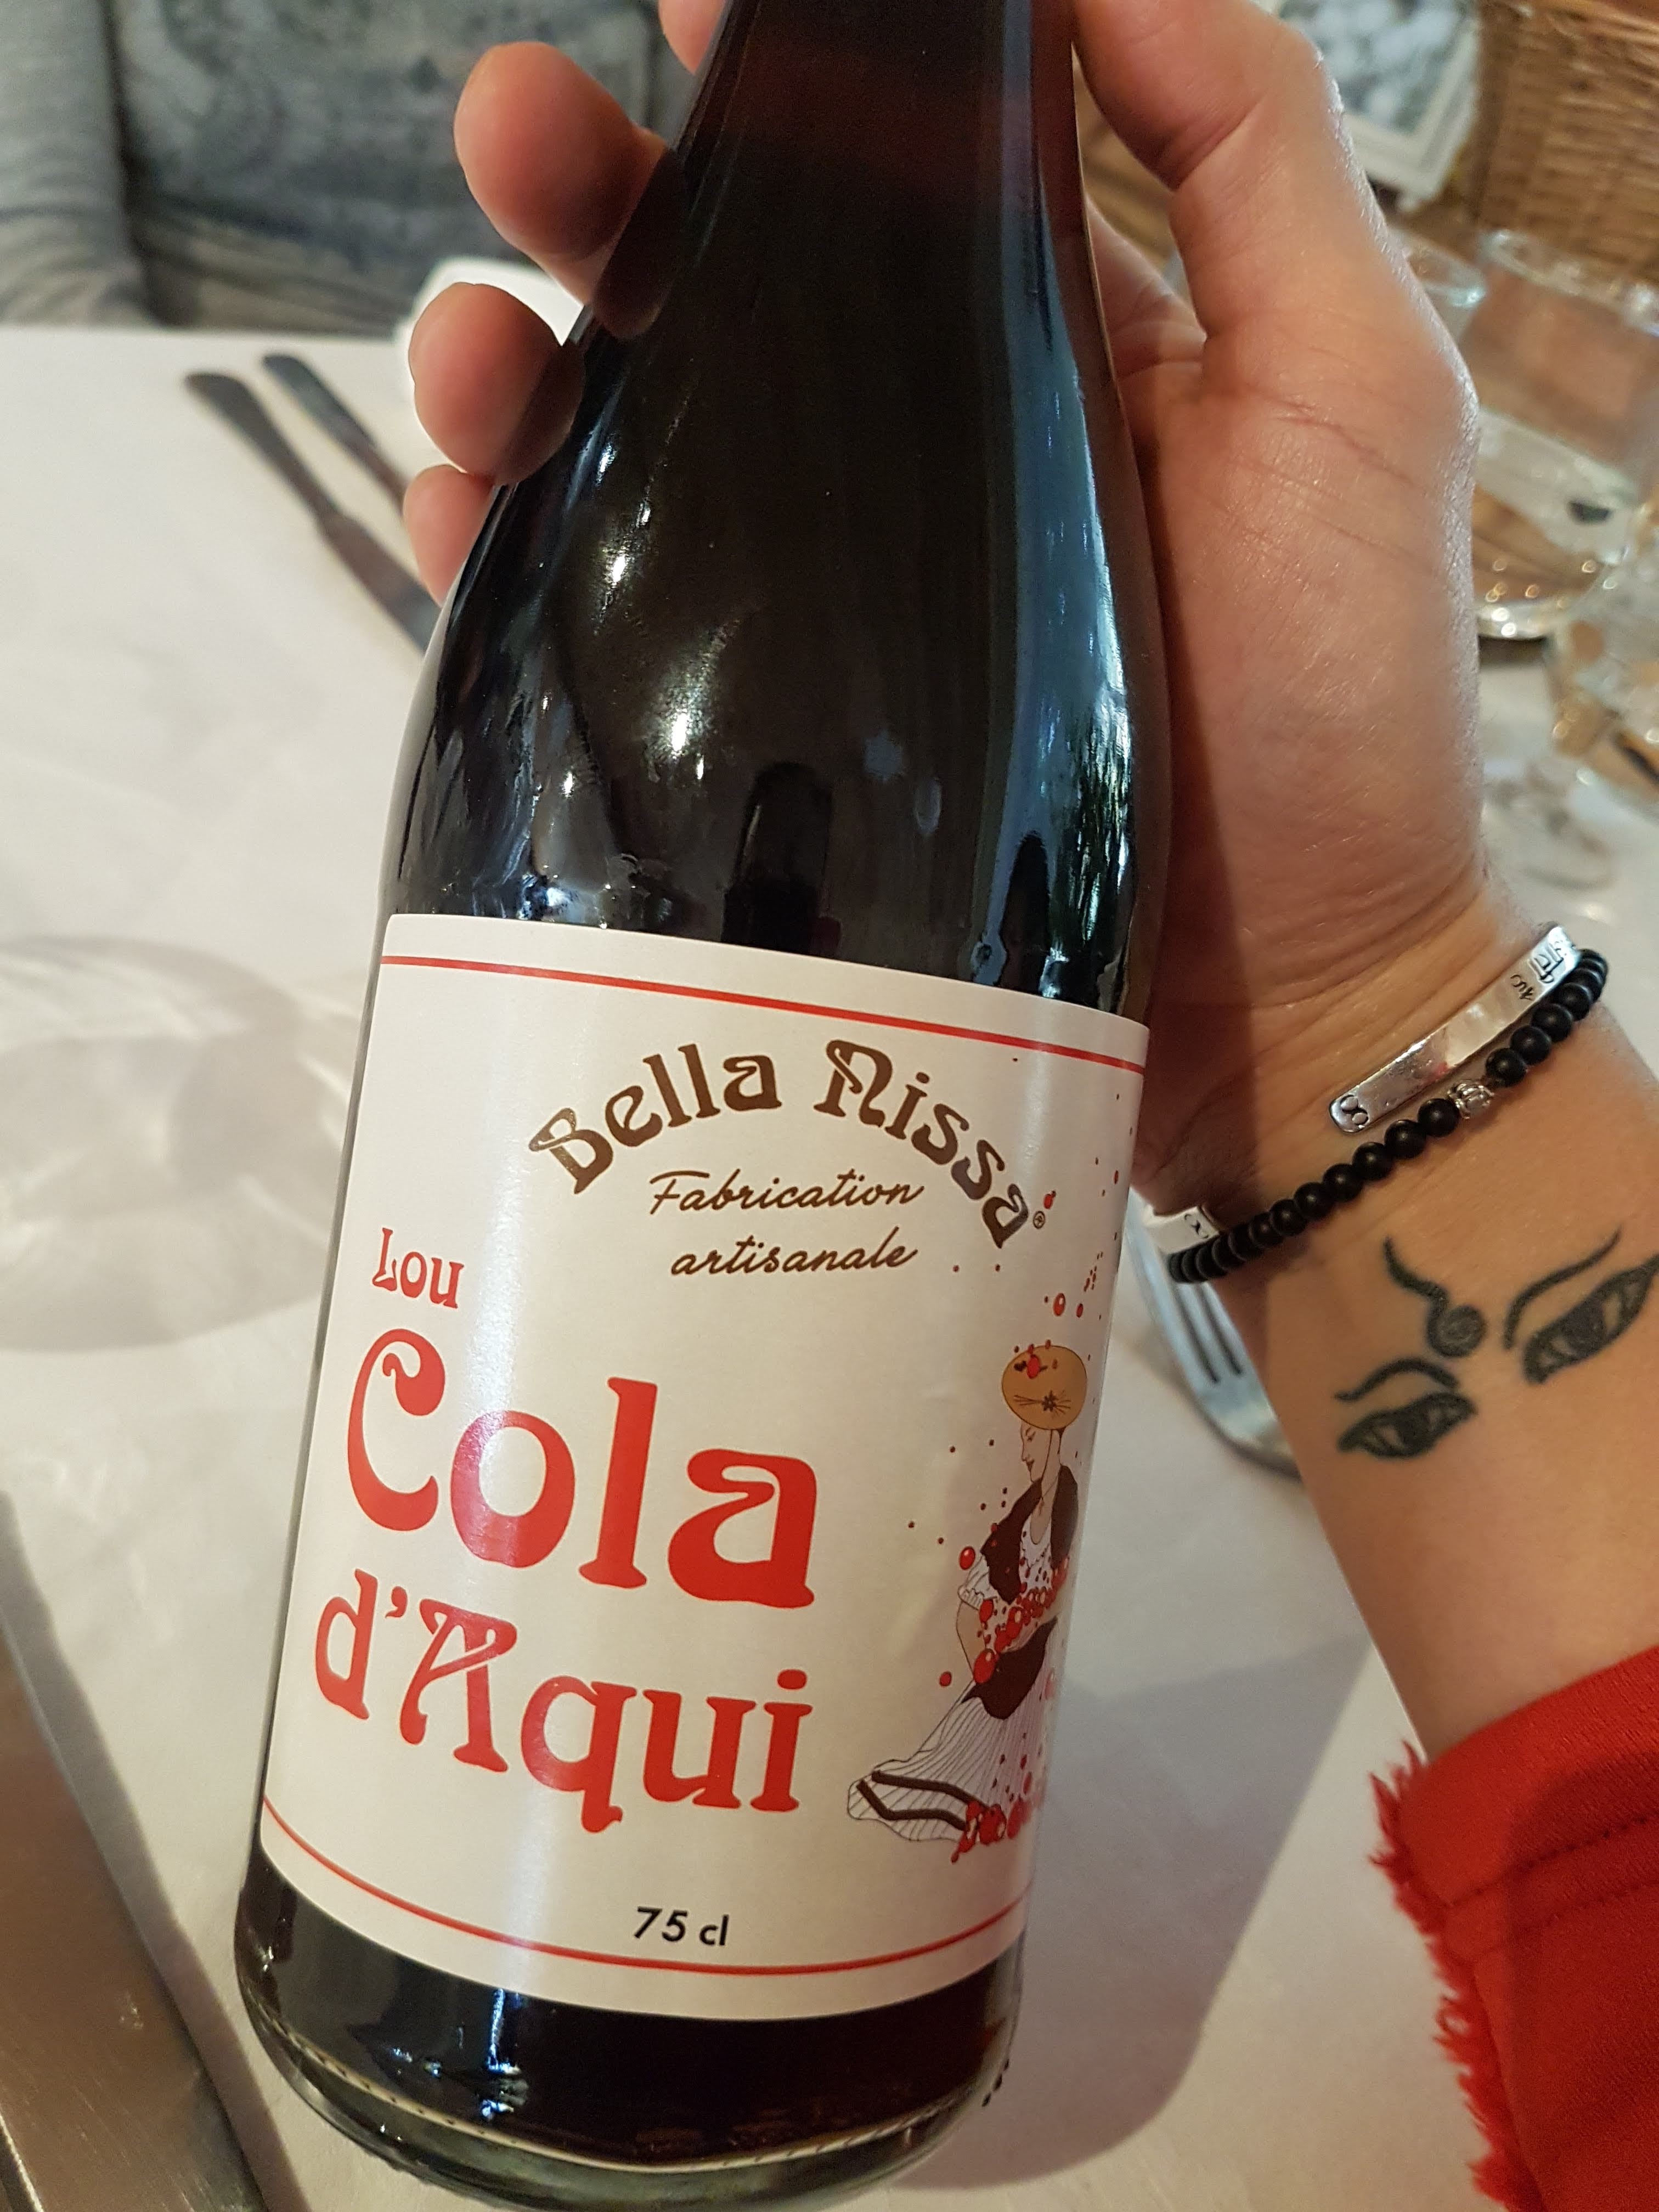 Bella Nissa®
Fabrication
artisanale
Lou
Cola
d'Aqui
75 cl